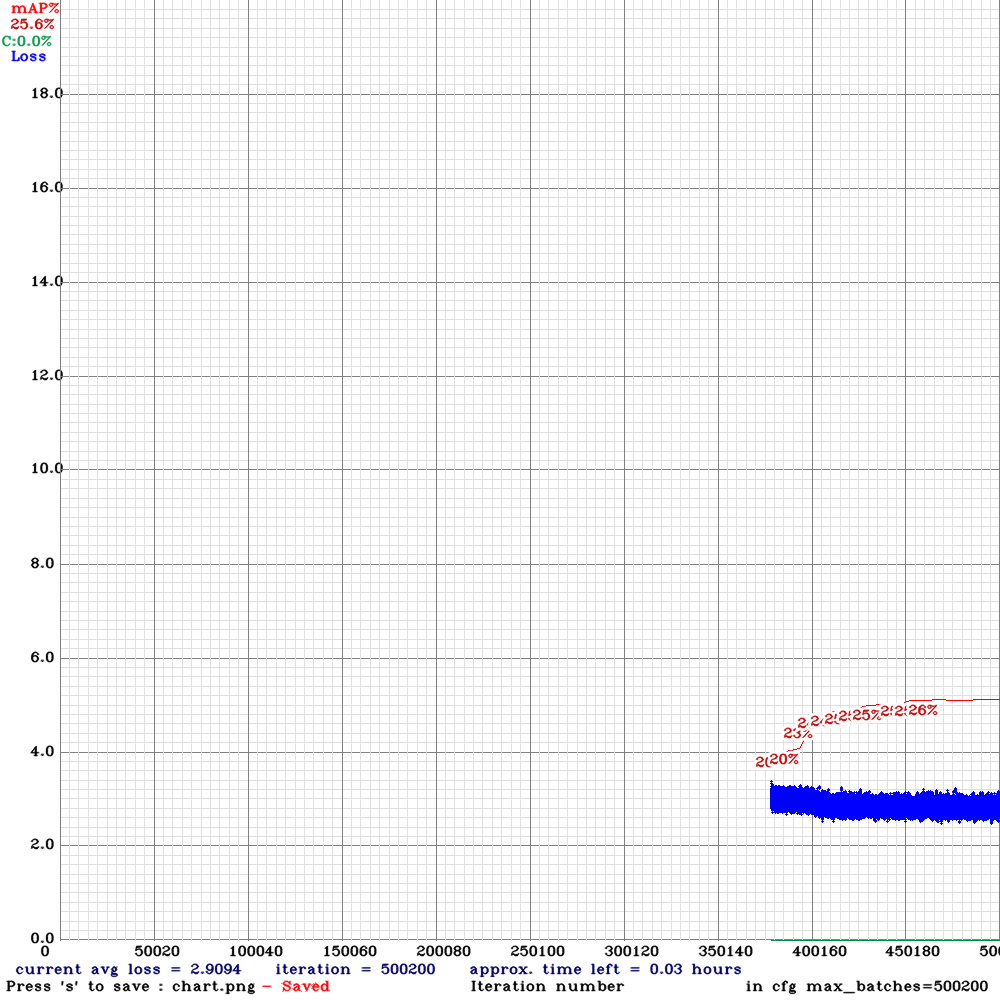 mAP%
25.6%
C:0.0%
Loss
18.0
16.0
14.0
12.0
10.0
8.0
6.0
26%
25%
23%
4.0
20%
2.0
0.0
0 50020 100040 150060 200080 250100 300120 350140 400160 450180 500
current avg loss = 2.9094 iteration = 500200 approx. time left = 0.03 hours
Press 's' to save : chart.png - Saved Iteration number in cfg max_batches=500200